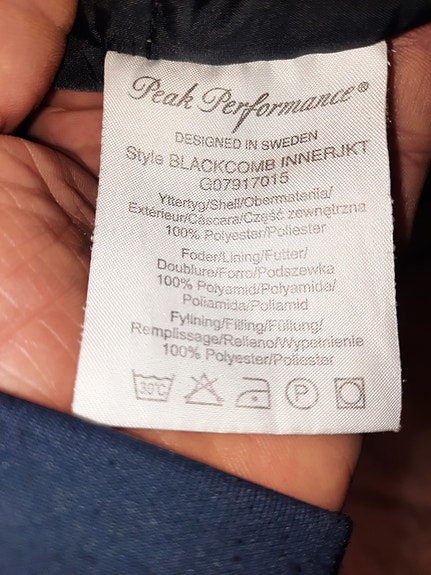 Peak Performance®
DESIGNED IN SWEDEN
Style BLACKCOMB INNERJKT
G07917015
Yttertyg/Shell/Obermaterila/
Extérieur/Cáscara/Część zewnętrzna
100% Polyester/Poliester
Foder/Lining/Futter/
Doublure/Forro/Podszewka
100% Polyamid/Polyamida/
Poliamida/Poliamid
Fyllning/Filling/Füllung/
Remplissage/Relleno/Wypełnienie
100% Polyester/Poliester
30°C P